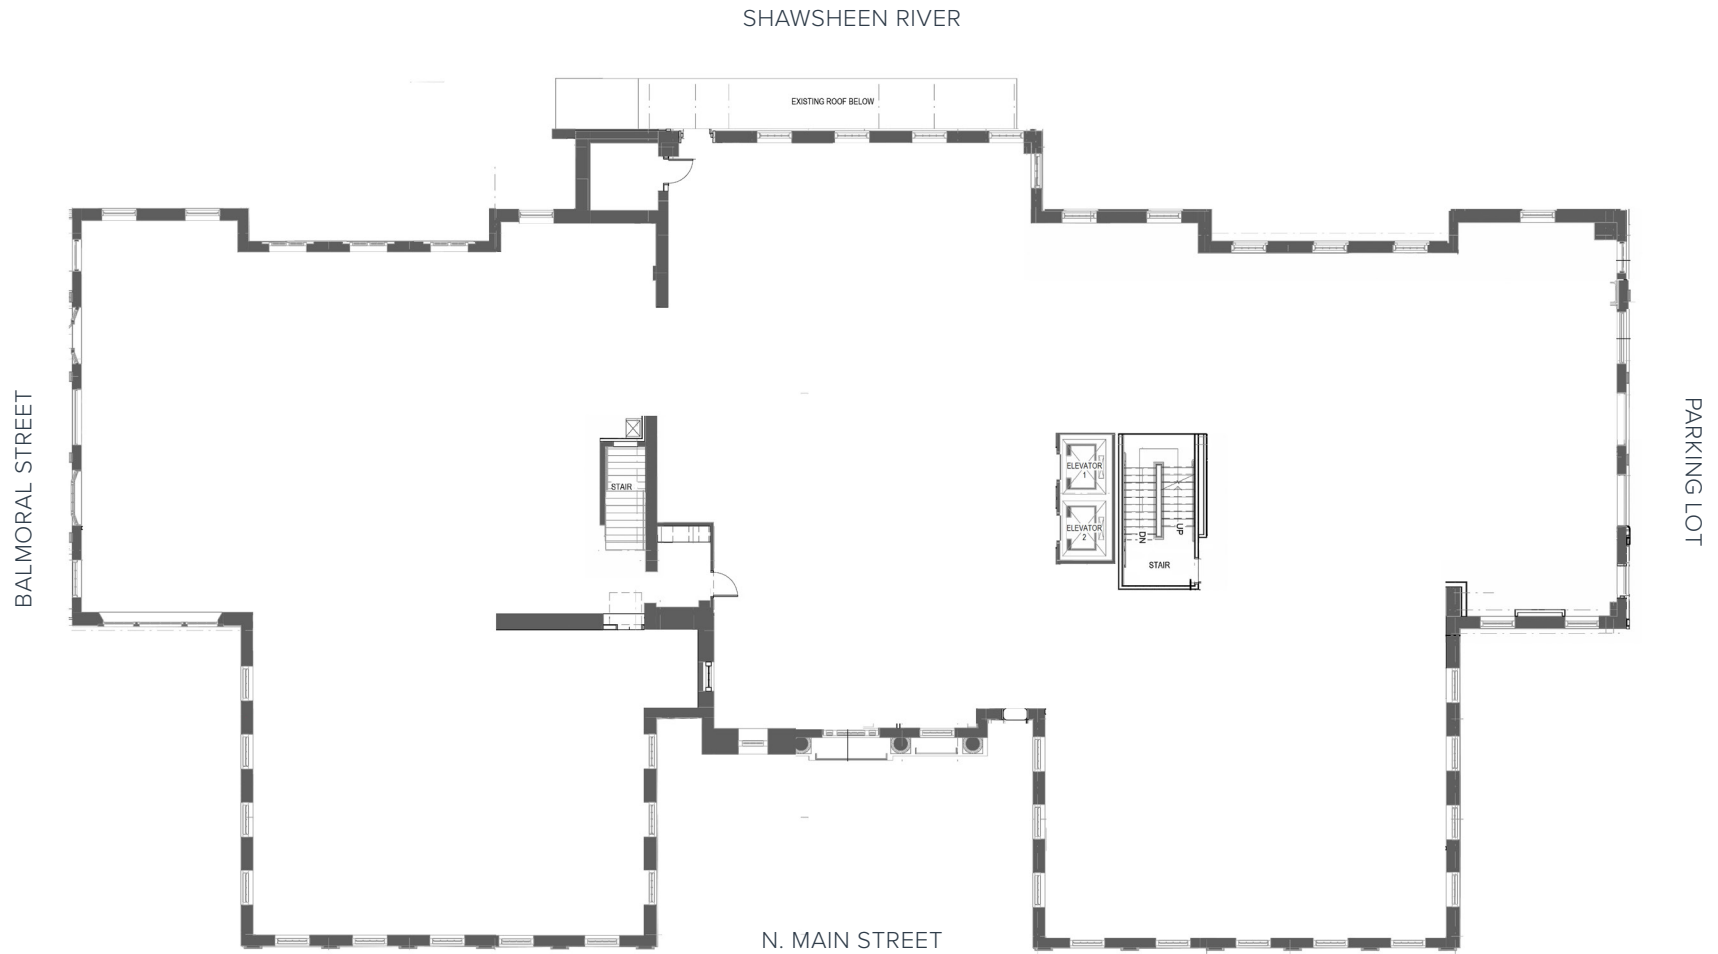 SHAWSHEEN RIVER
EXISTING ROOF BELOW
BALMORAL STREET
PARKING LOT
STAIR
ELEVATOR
1
ELEVATOR
2
DN
UP
STAIR
N. MAIN STREET